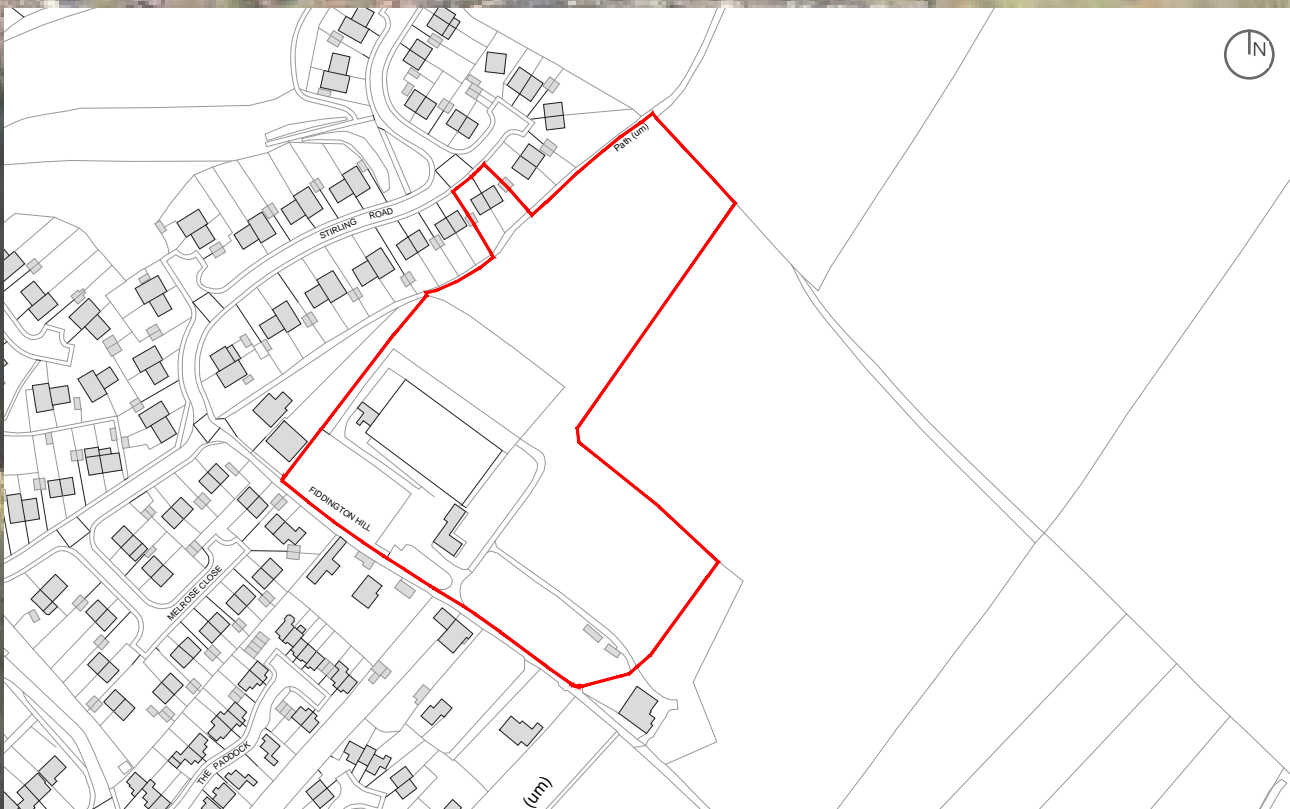 N
Path (um)
STIRLING ROAD
FIDDINGTON HILL
MELROSE CLOSE
THE PADDOCK
(um)